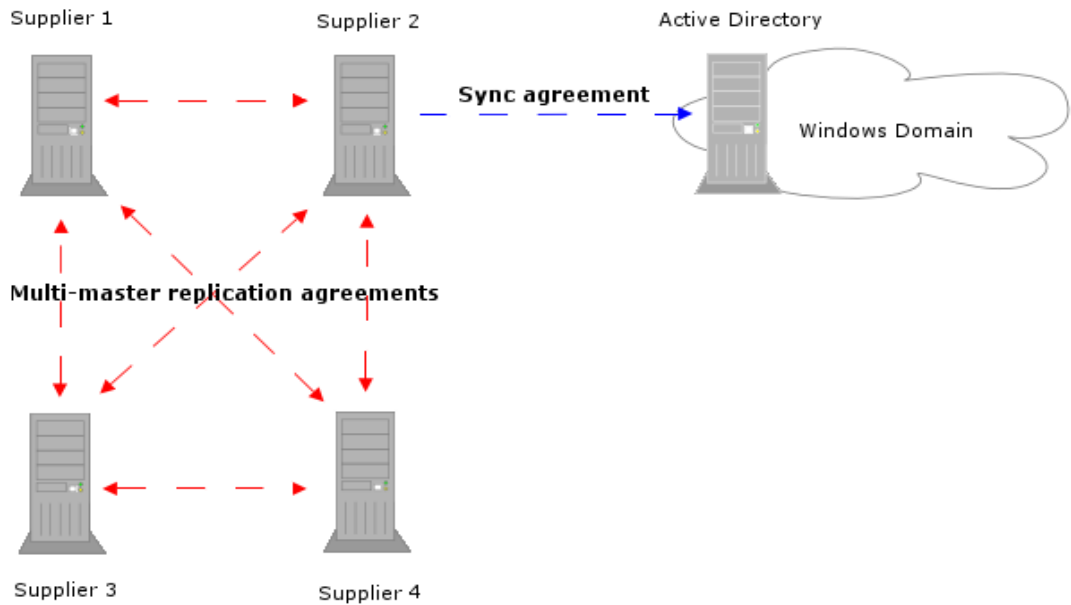 Supplier 1
Supplier 2
Active Directory
Sync agreement
Windows Domain
Multi-master replication agreements
Supplier 3
Supplier 4